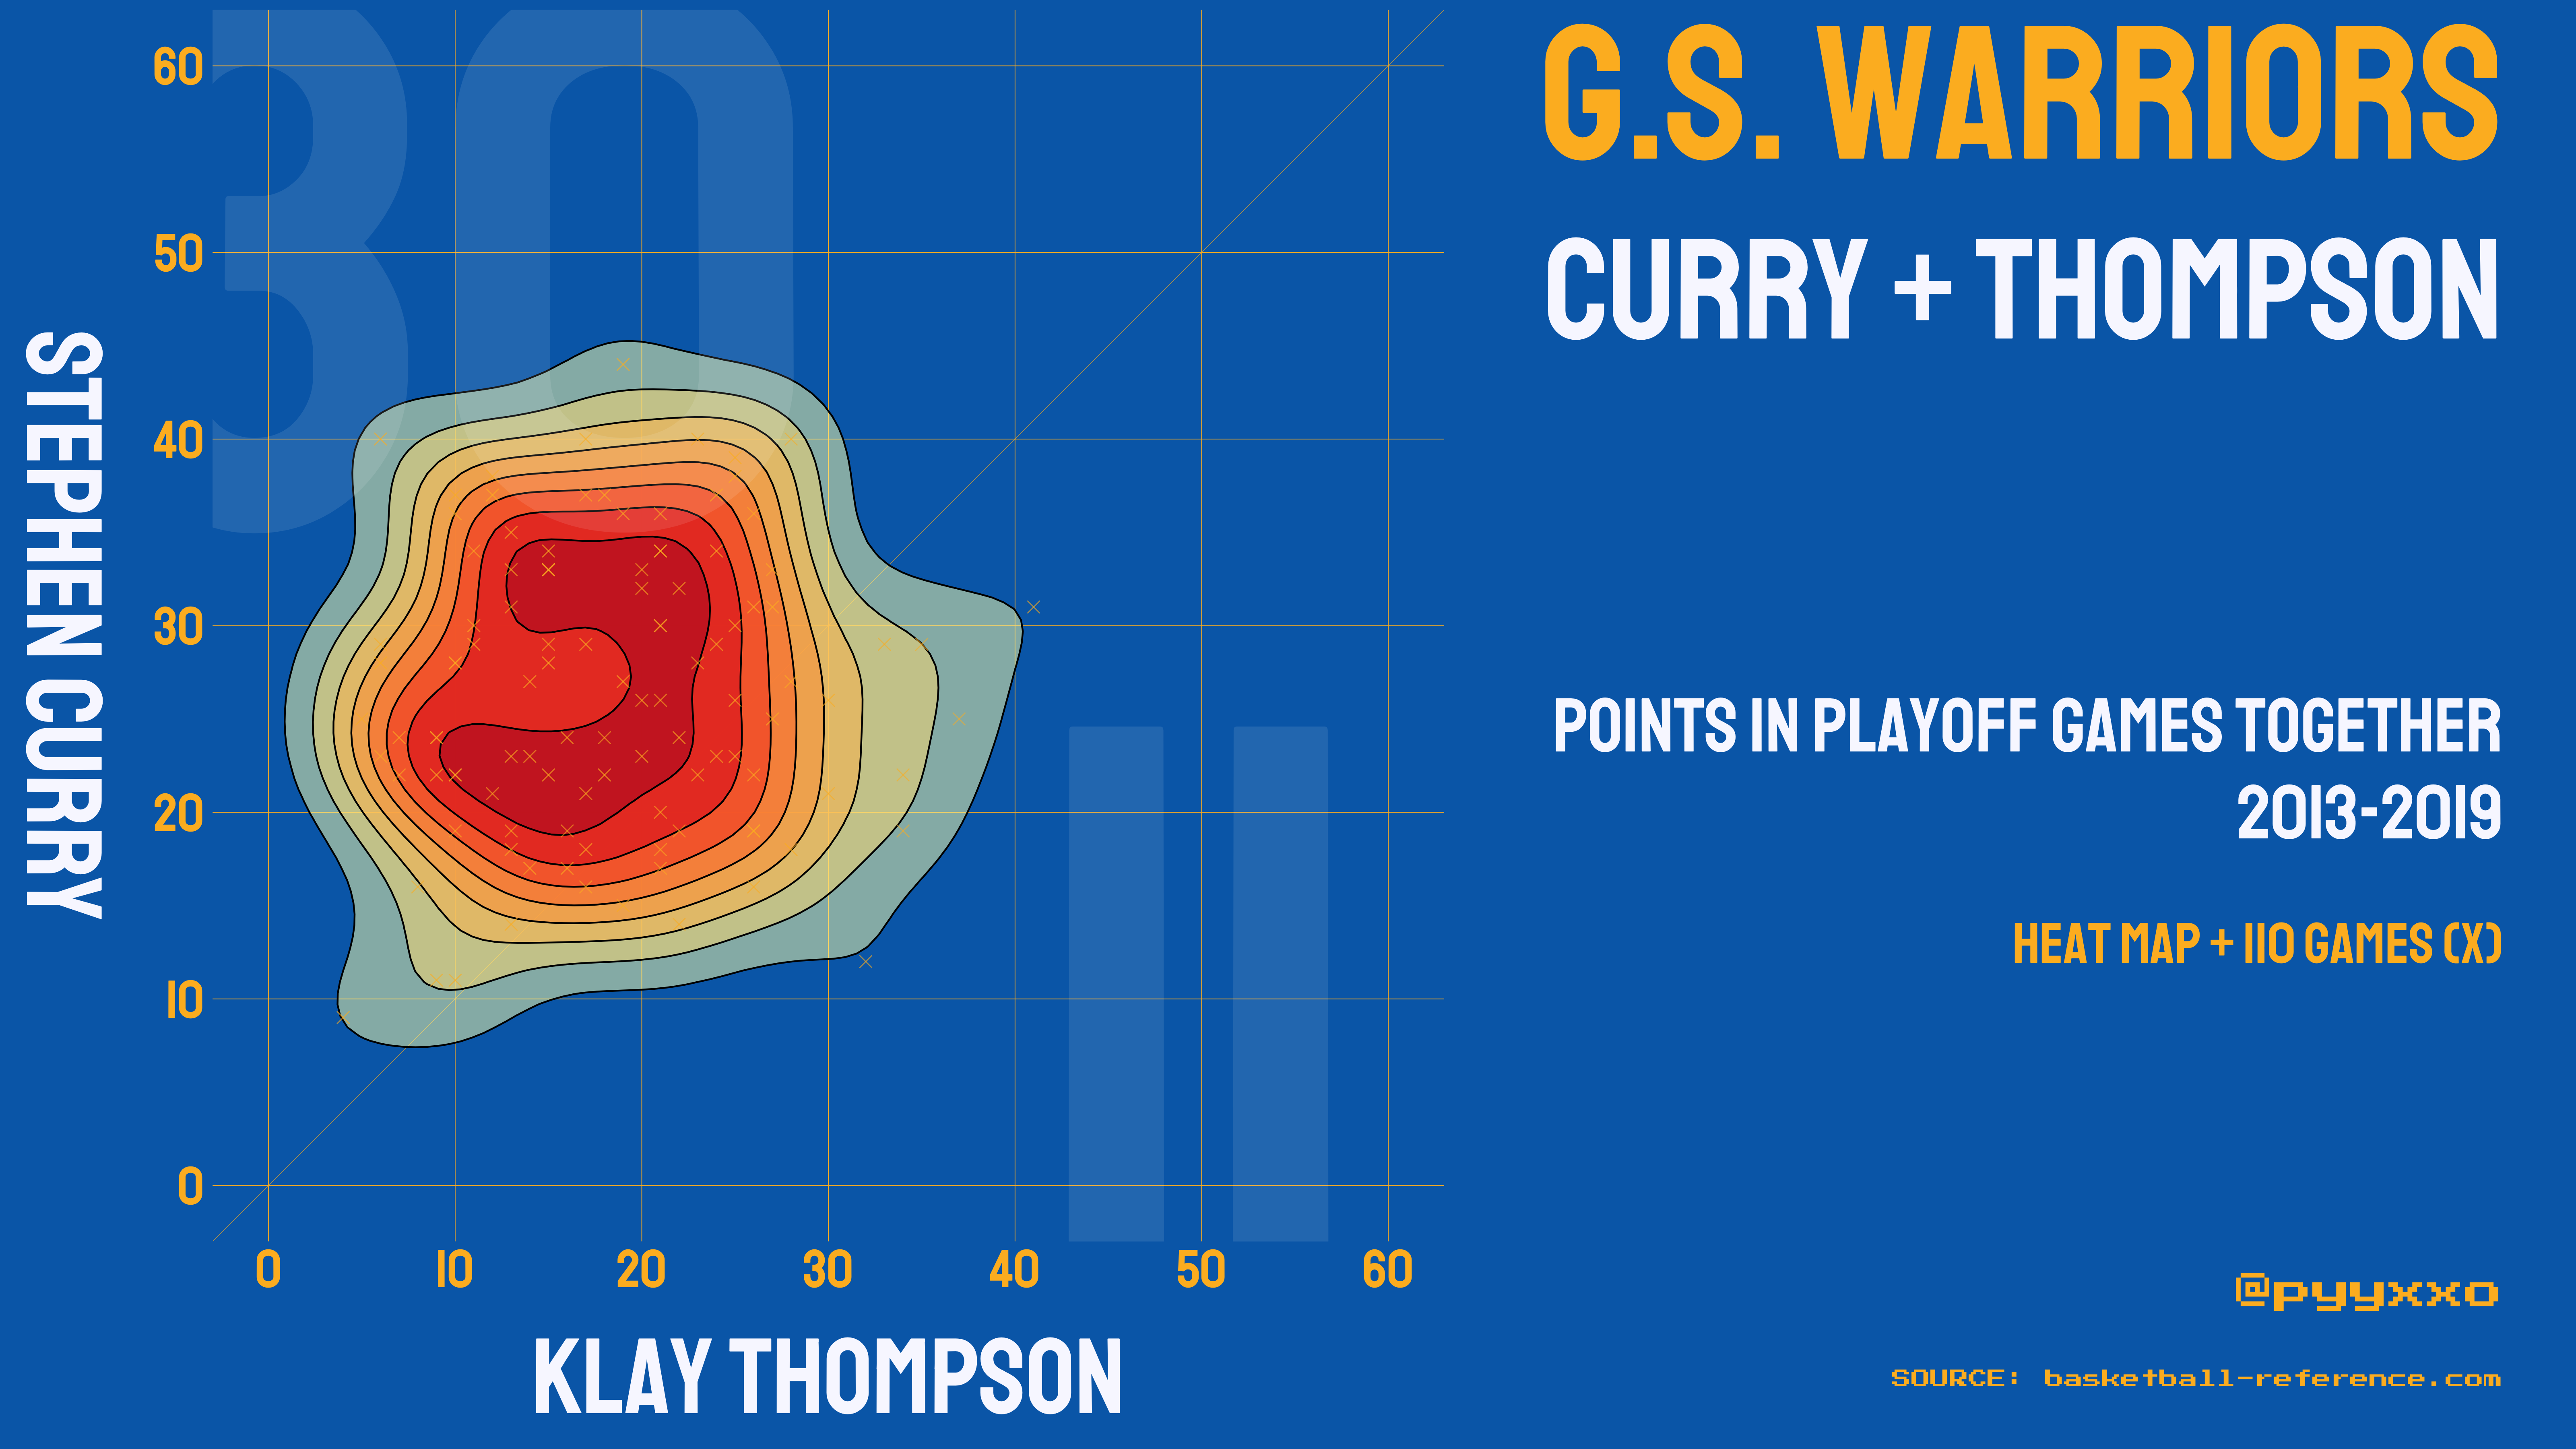 G.S. WARRIORS
CURRY + THOMPSON
POINTS IN PLAYOFF GAMES TOGETHER
2013-2019
HEAT MAP + 110 GAMES (X)
@pyyxxo
SOURCE: basketball-reference.com
STEPHEN CURRY
60
50
40
30
20
10
0
0 10 20 30 40 50 60
KLAY THOMPSON
30
11